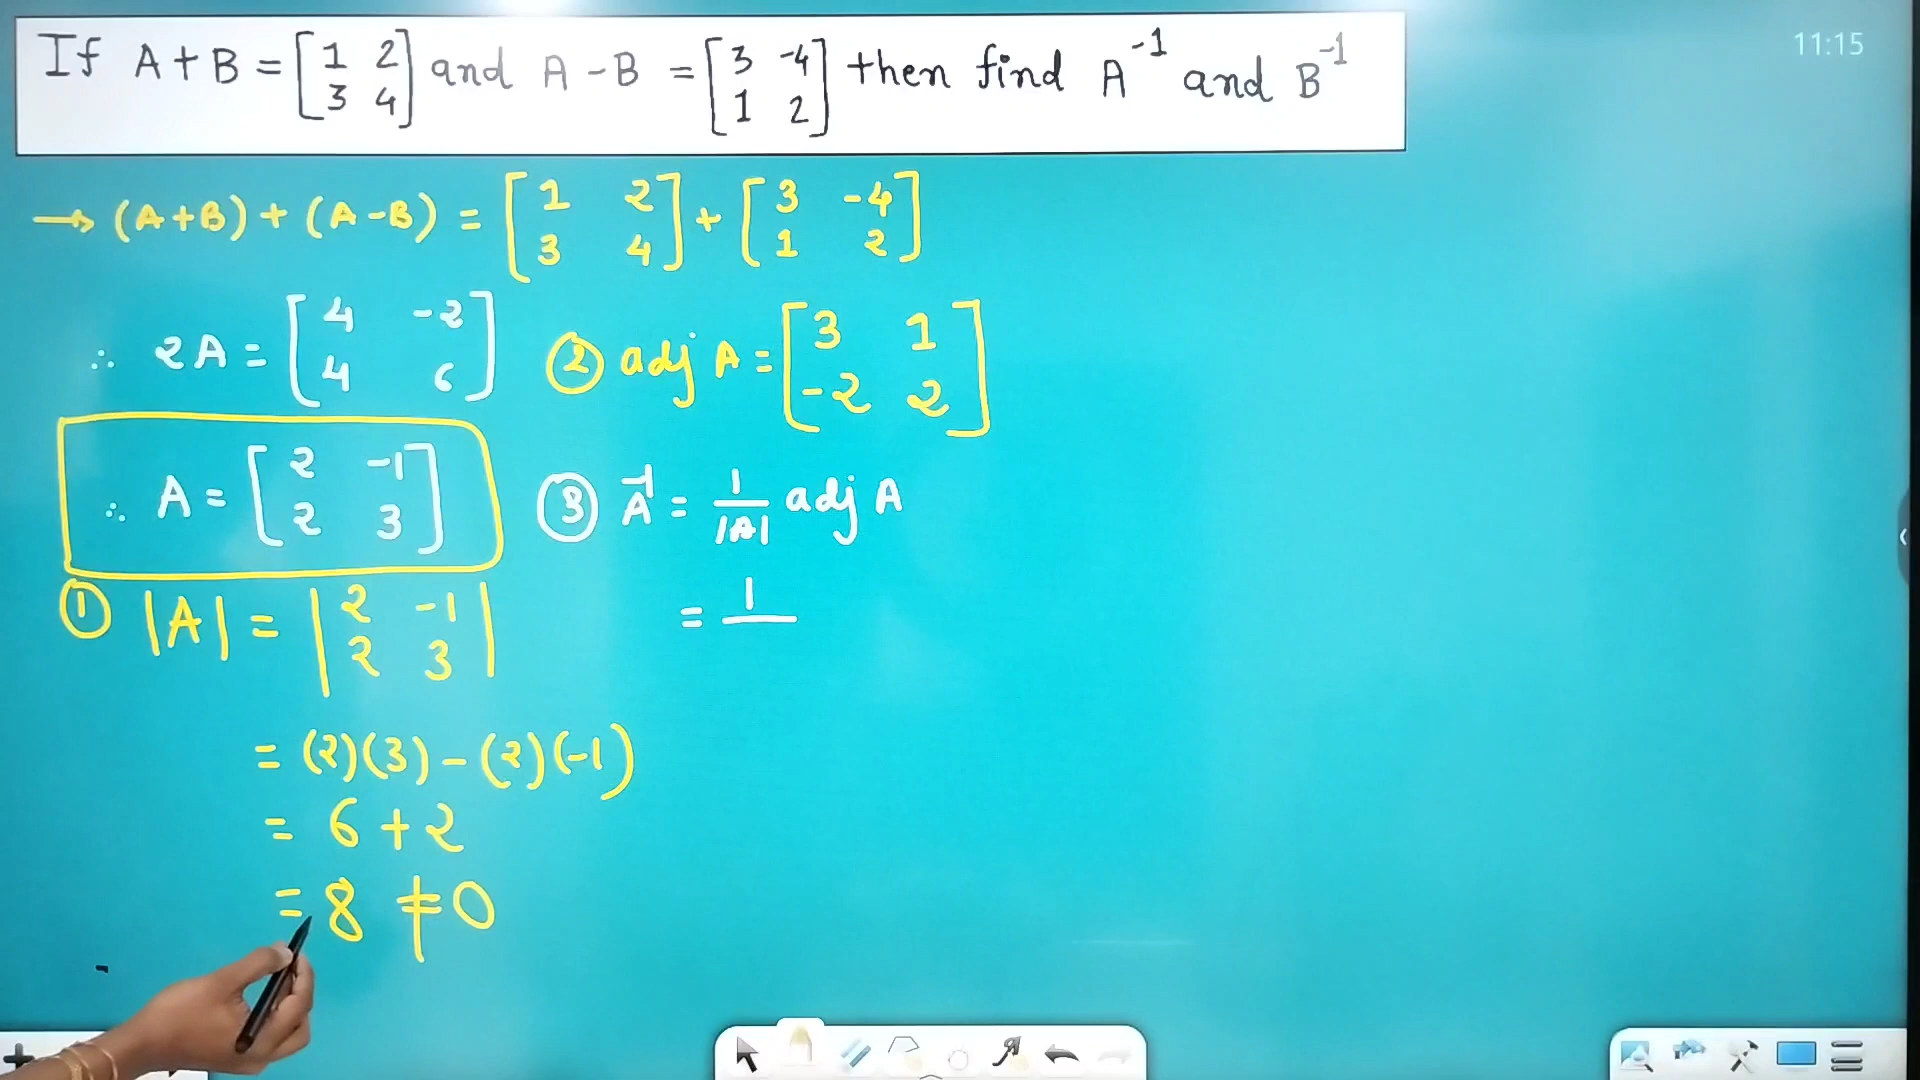 If A+B = [1 2 3 4] and A-B = [3 -4 1 2] then find A^-1 and B^-1
11:15
→ (A+B) + (A-B) = [1 2 3 4] + [3 -4 1 2]
∴ 2A = [4 -2 4 6]
∴ A = [2 -1 2 3]
① |A| = |2 -1 2 3|
= (2)(3) - (2)(-1)
= 6 + 2
= 8 ≠ 0
② adj A = [3 1 -2 2]
③ A^-1 = 1/|A| adj A
= 1/